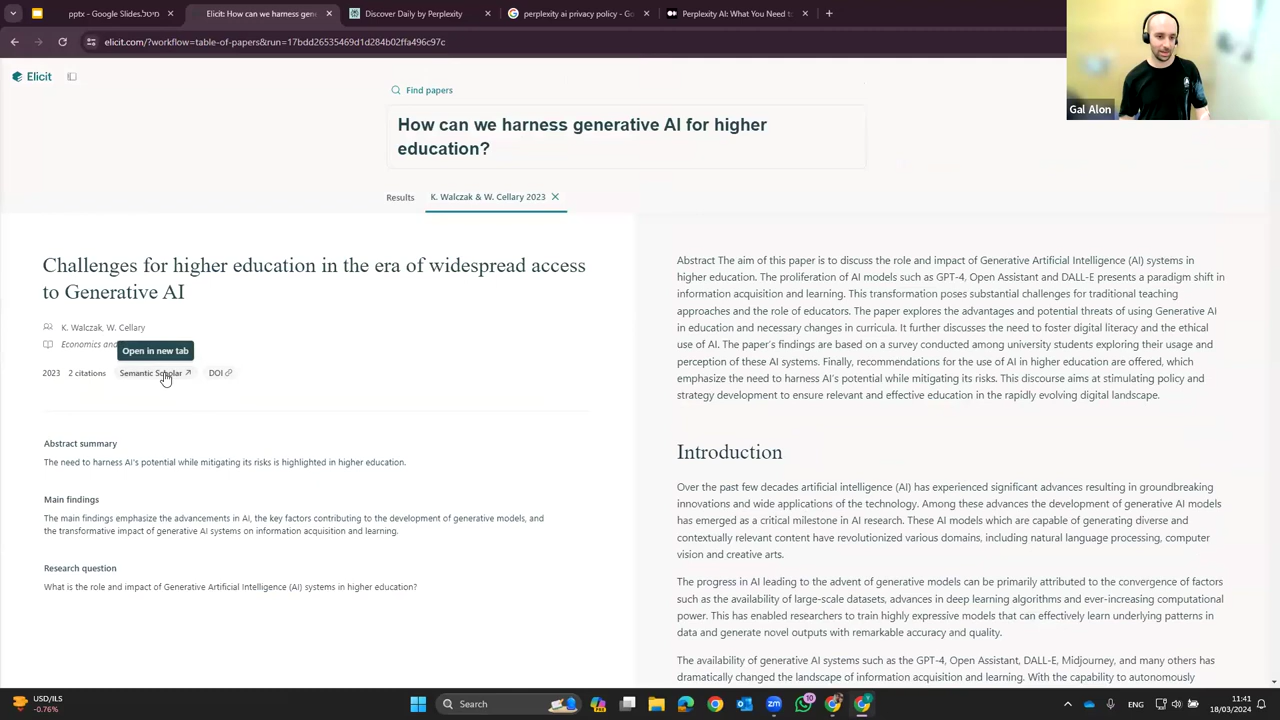 מיכל.סלידס - pptx
Elicit: How can we harness gene
Discover Daily by Perplexity
perplexity ai privacy policy - Go
Perplexity AI: What You Need to
elicit.com/?workflow=table-of-papers&run=17bdd26535469d1d284b02ffa496c97c
Elicit
Gal Alon
Find papers
How can we harness generative AI for higher
education?
Results
K. Walczak & W. Cellary 2023
Challenges for higher education in the era of widespread access
to Generative AI
K. Walczak, W. Cellary
Economics and
Open in new tab
2023 2 citations Semantic Scholar DOI
Abstract summary
The need to harness AI's potential while mitigating its risks is highlighted in higher education.
Main findings
The main findings emphasize the advancements in AI, the key factors contributing to the development of generative models, and
the transformative impact of generative AI systems on information acquisition and learning.
Research question
What is the role and impact of Generative Artificial Intelligence (AI) systems in higher education?
Abstract The aim of this paper is to discuss the role and impact of Generative Artificial Intelligence (AI) systems in
higher education. The proliferation of AI models such as GPT-4, Open Assistant and DALL-E presents a paradigm shift in
information acquisition and learning. This transformation poses substantial challenges for traditional teaching
approaches and the role of educators. The paper explores the advantages and potential threats of using Generative AI
in education and necessary changes in curricula. It further discusses the need to foster digital literacy and the ethical
use of AI. The paper's findings are based on a survey conducted among university students exploring their usage and
perception of these AI systems. Finally, recommendations for the use of AI in higher education are offered, which
emphasize the need to harness AI's potential while mitigating its risks. This discourse aims at stimulating policy and
strategy development to ensure relevant and effective education in the rapidly evolving digital landscape.
Introduction
Over the past few decades artificial intelligence (AI) has experienced significant advances resulting in groundbreaking
innovations and wide applications of the technology. Among these advances the development of generative AI models
has emerged as a critical milestone in AI research. These AI models which are capable of generating diverse and
contextually relevant content have revolutionized various domains, including natural language processing, computer
vision and creative arts.
The progress in AI leading to the advent of generative models can be primarily attributed to the convergence of factors
such as the availability of large-scale datasets, advances in deep learning algorithms and ever-increasing computational
power. This has enabled researchers to train highly expressive models that can effectively learn underlying patterns in
data and generate novel outputs with remarkable accuracy and quality.
The availability of generative AI systems such as the GPT-4, Open Assistant, DALL-E, Midjourney, and many others has
dramatically changed the landscape of information acquisition and learning. With the capability to autonomously
USD/ILS
-0.76%
Search
10
ENG
11:41
18/03/2024